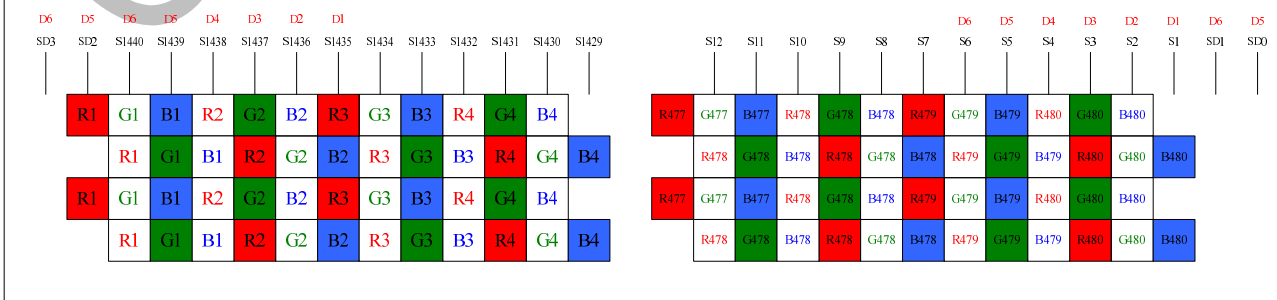 D6 D5 D6 D5 D4 D3 D2 D1 D6 D5 D4 D3 D2 D1 D6 D5
SD3 SD2 S1440 S1439 S1438 S1437 S1436 S1435 S1434 S1433 S1432 S1431 S1430 S1429 S12 S11 S10 S9 S8 S7 S6 S5 S4 S3 S2 S1 SD1 SD0
R1 G1 B1 R2 G2 B2 R3 G3 B3 R4 G4 B4 R477 G477 B477 R478 G478 B478 R479 G479 B479 R480 G480 B480
R1 G1 B1 R2 G2 B2 R3 G3 B3 R4 G4 B4 R478 G478 B478 R478 G478 B478 R479 G479 B479 R480 G480 B480
R1 G1 B1 R2 G2 B2 R3 G3 B3 R4 G4 B4 R477 G477 B477 R478 G478 B478 R479 G479 B479 R480 G480 B480
R1 G1 B1 R2 G2 B2 R3 G3 B3 R4 G4 B4 R478 G478 B478 R478 G478 B478 R479 G479 B479 R480 G480 B480